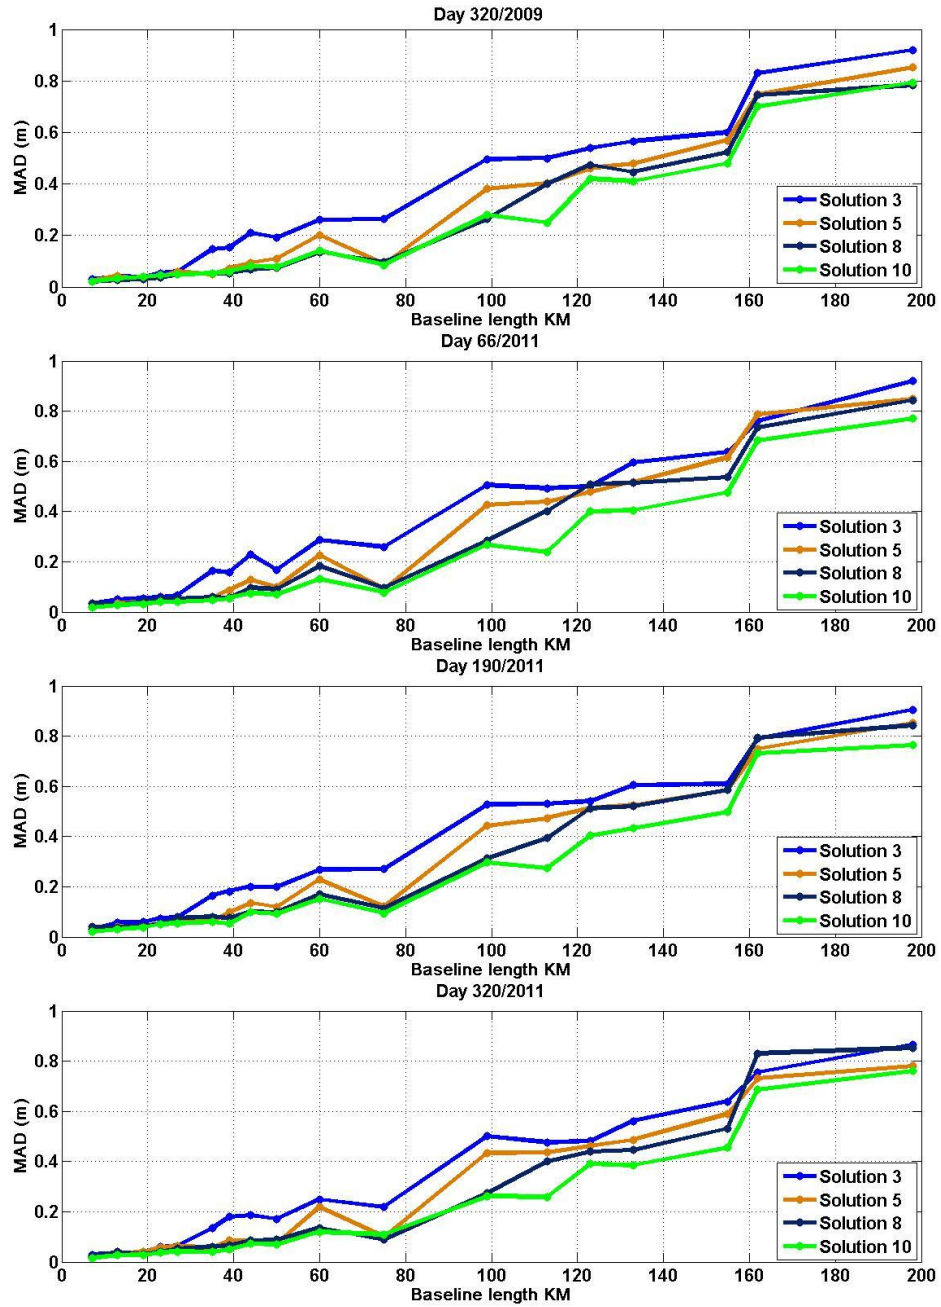 Day 320/2009
1
0.8
0.6
0.4
0.2
0
MAD (m)
Solution 3
Solution 5
Solution 8
Solution 10
0 20 40 60 80 100 120 140 160 180 200
Baseline length KM
Day 66/2011
1
0.8
0.6
0.4
0.2
0
MAD (m)
Solution 3
Solution 5
Solution 8
Solution 10
0 20 40 60 80 100 120 140 160 180 200
Baseline length KM
Day 190/2011
1
0.8
0.6
0.4
0.2
0
MAD (m)
Solution 3
Solution 5
Solution 8
Solution 10
0 20 40 60 80 100 120 140 160 180 200
Baseline length KM
Day 320/2011
1
0.8
0.6
0.4
0.2
0
MAD (m)
Solution 3
Solution 5
Solution 8
Solution 10
0 20 40 60 80 100 120 140 160 180 200
Baseline length KM